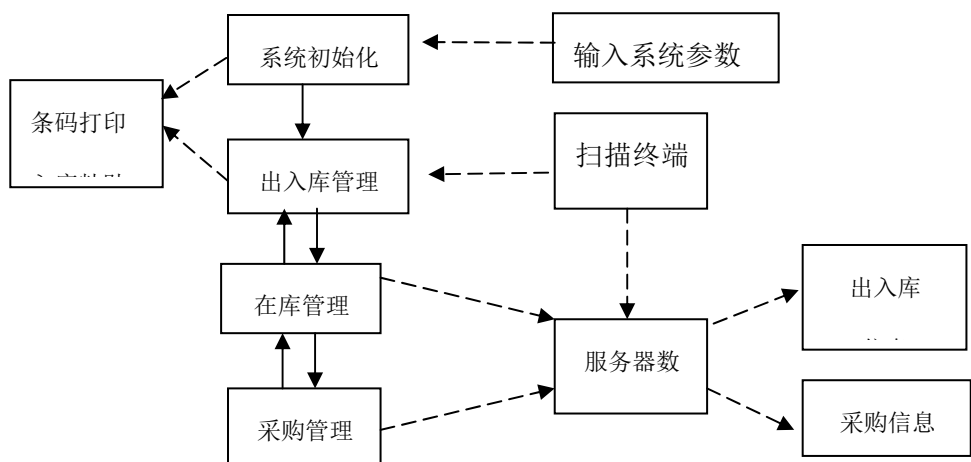 系统初始化
输入系统参数
条码打印
扫描终端
出入库管理
在库管理
出入库
服务器数
采购管理
采购信息